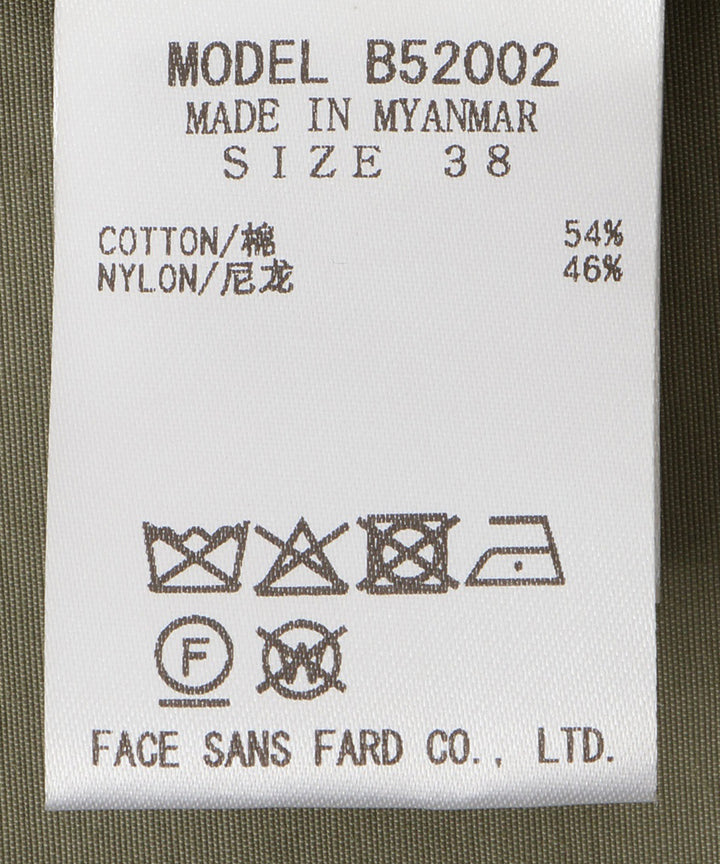 MODEL B52002
MADE IN MYANMAR
SIZE 38
COTTON/棉 54%
NYLON/尼龙 46%
F W
FACE SANS FARD CO., LTD.